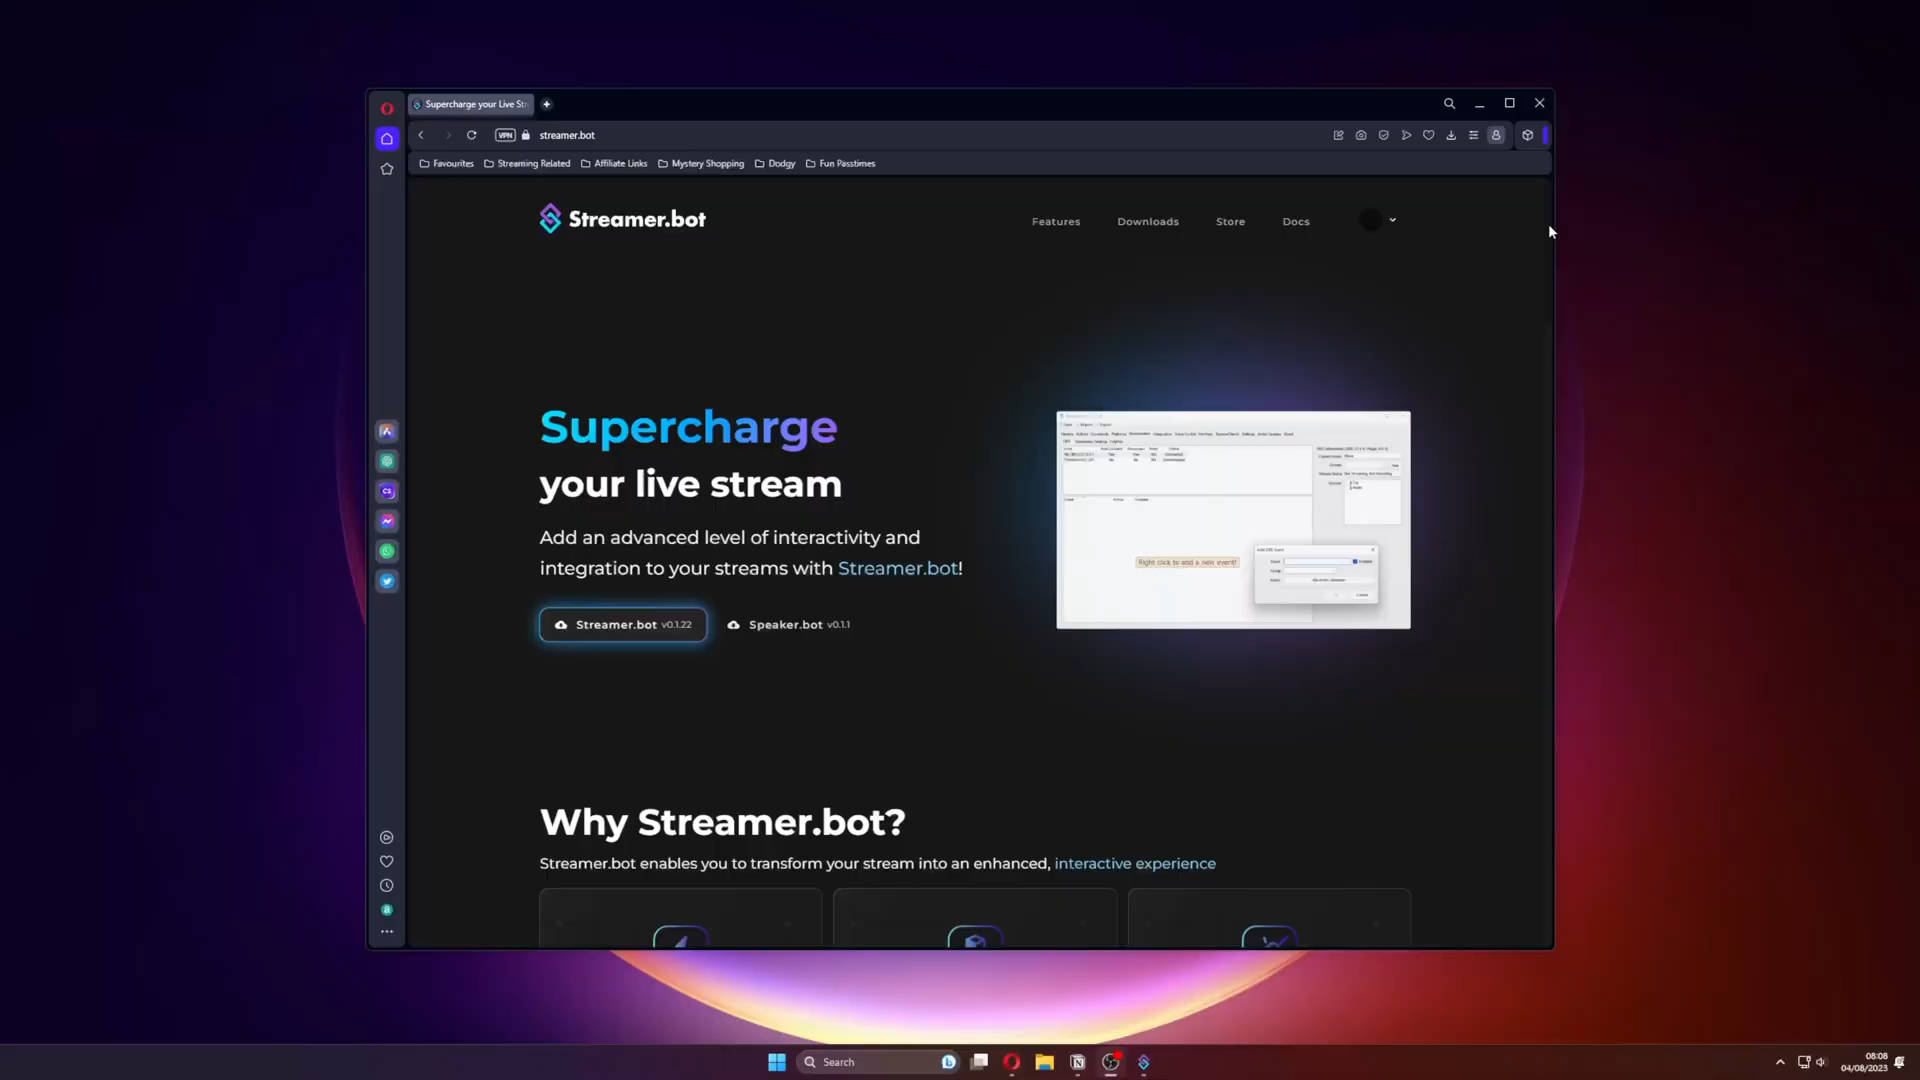 Supercharge your Live Str
VPN
streamer.bot
Favourites
Streaming Related
Affiliate Links
Mystery Shopping
Dodgy
Fun Passtimes
Streamer.bot
Features
Downloads
Store
Docs
Supercharge
your live stream
Add an advanced level of interactivity and
integration to your streams with Streamer.bot!
Streamer.bot v0.1.22
Speaker.bot v0.1.1
Right click to add a new event!
Why Streamer.bot?
Streamer.bot enables you to transform your stream into an enhanced, interactive experience
CS
a
Search
08:08
04/08/2023